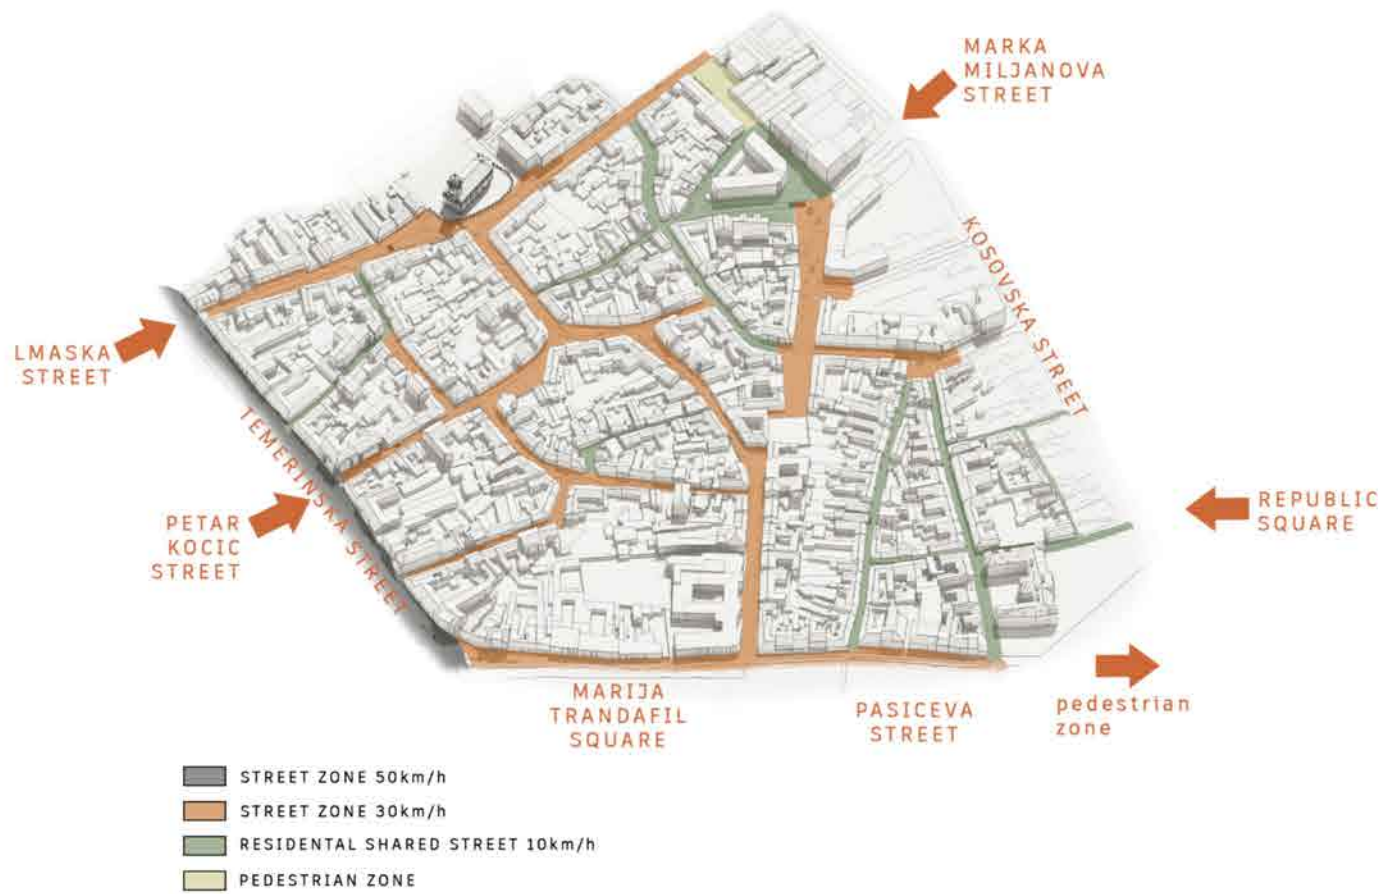 MARKA
MILJANOVA
STREET
KOSOVSKA STREET
LMASKA
STREET
TEMERINSKA STREET
PETAR
KOCIC
STREET
REPUBLIC
SQUARE
MARIJA
TRANDAFIL
SQUARE
PASICEVA
STREET
pedestrian
zone
STREET ZONE 50km/h
STREET ZONE 30km/h
RESIDENTAL SHARED STREET 10km/h
PEDESTRIAN ZONE